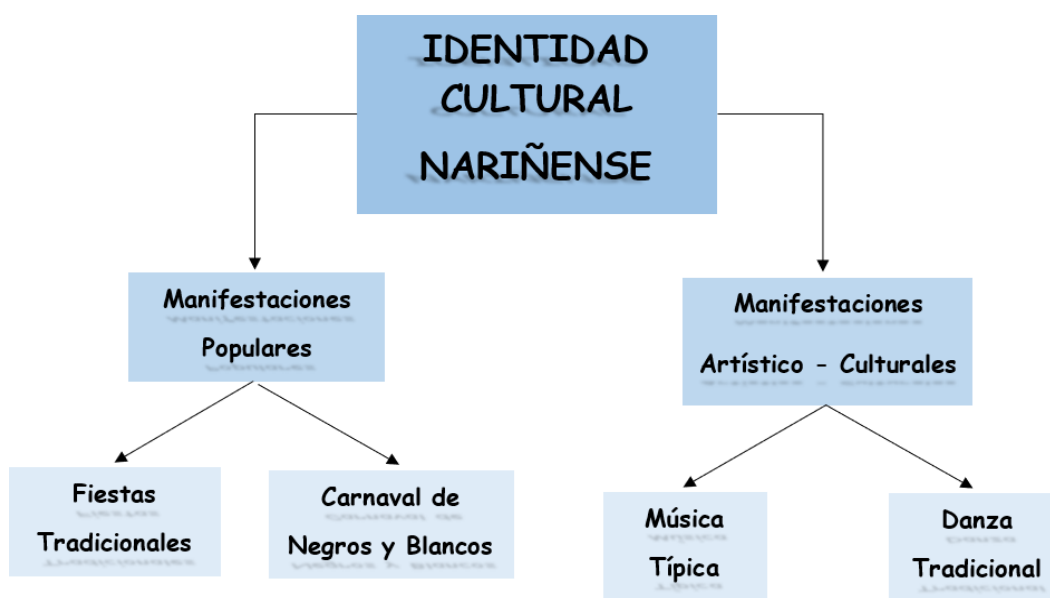 IDENTIDAD
CULTURAL
NARIÑENSE
Manifestaciones
Populares
Manifestaciones
Artístico - Culturales
Fiestas
Tradicionales
Carnaval de
Negros y Blancos
Música
Típica
Danza
Tradicional